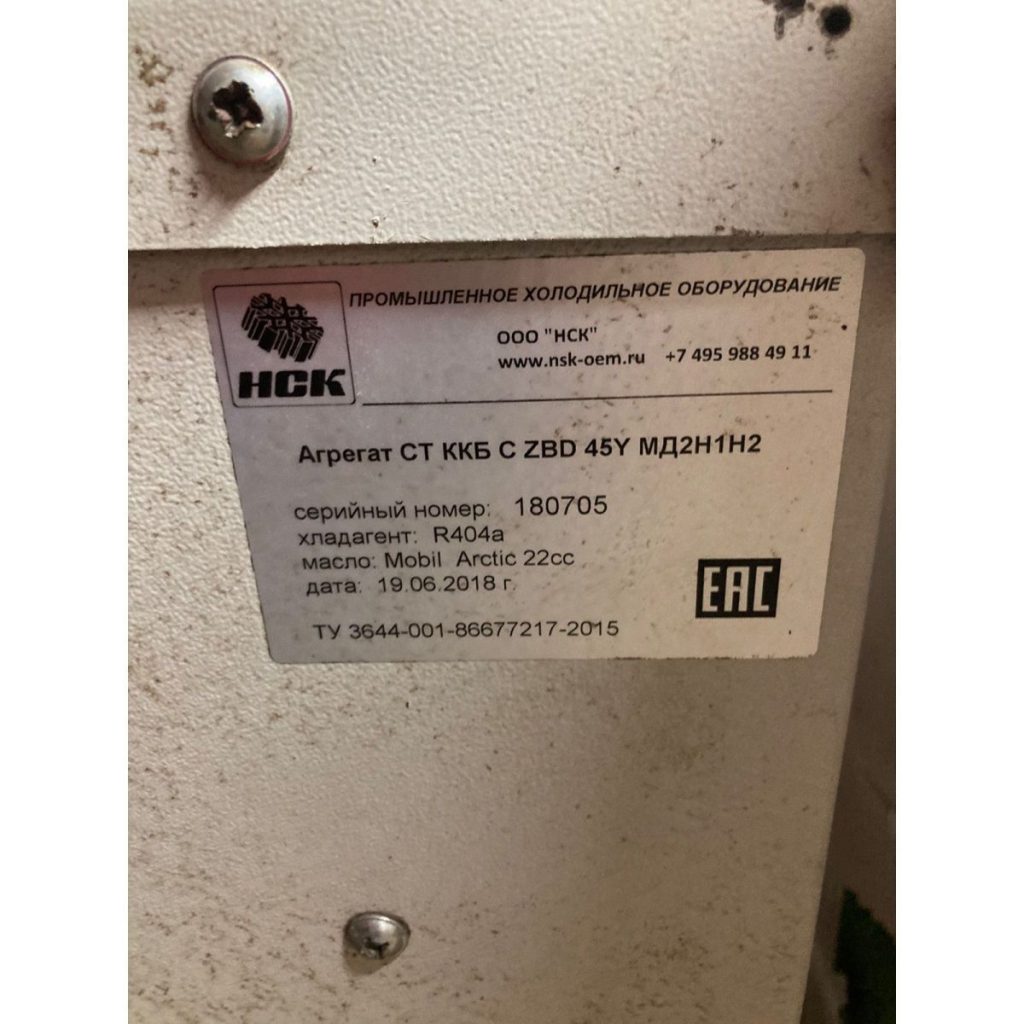 ПРОМЫШЛЕННОЕ ХОЛОДИЛЬНОЕ ОБОРУДОВАНИЕ
НСК
ООО "НСК"
www.nsk-oem.ru +7 495 988 49 11
Агрегат СТ ККБ С ZBD 45Y МД2Н1Н2
серийный номер: 180705
хладагент: R404a
масло: Mobil Arctic 22cc
дата: 19.06.2018 г.
EAC
ТУ 3644-001-86677217-2015